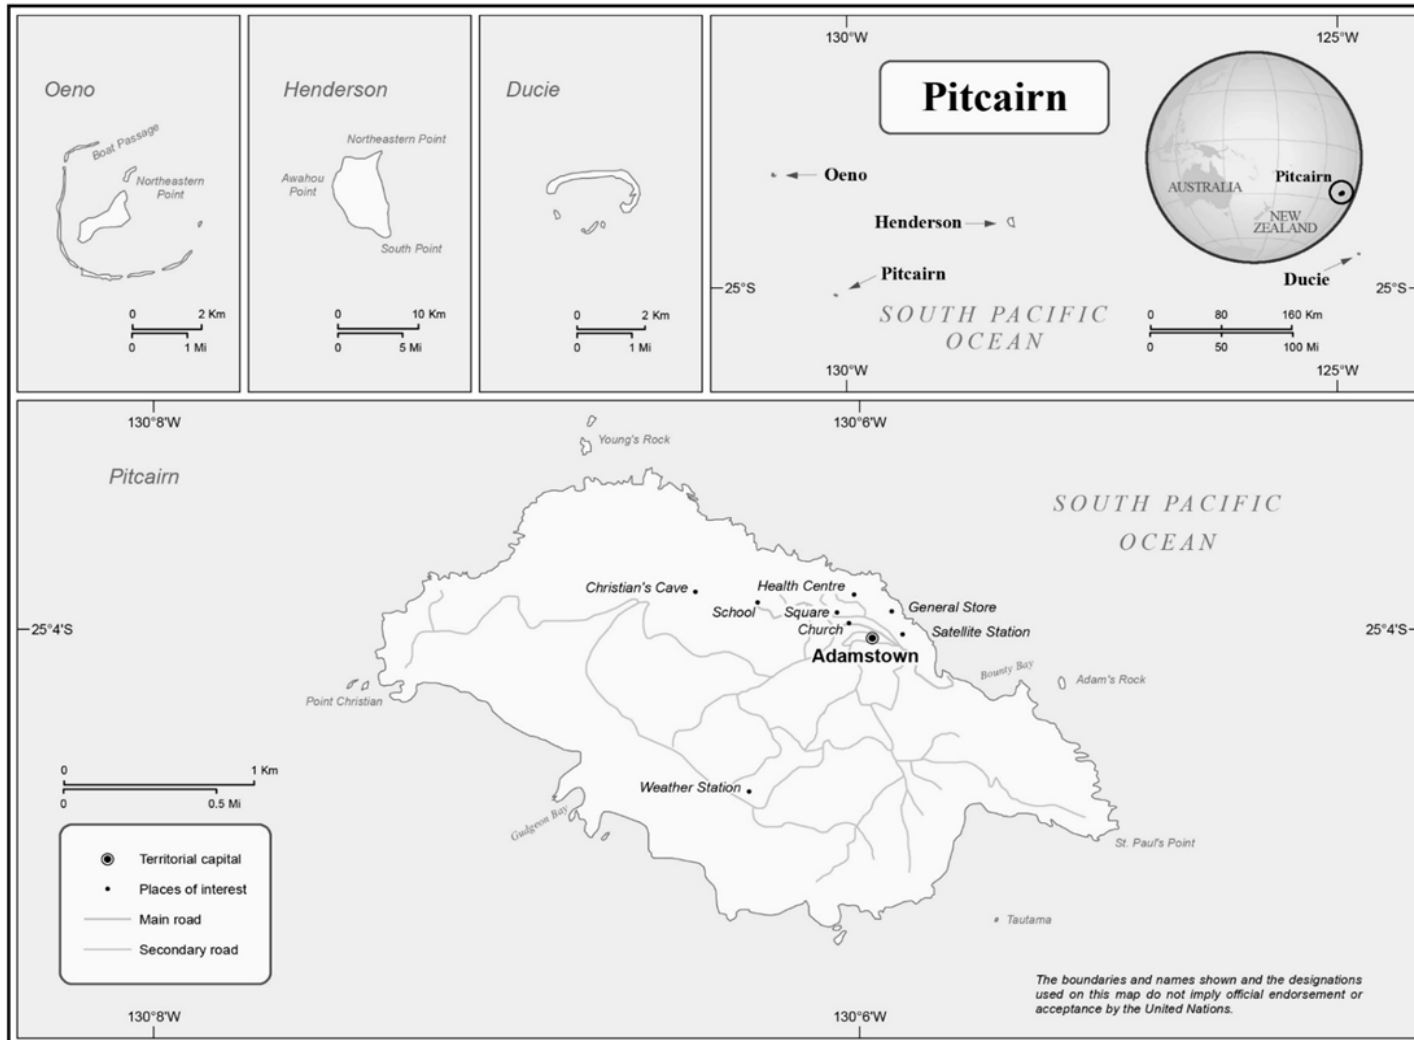 Oeno
Boat Passage
Northeastern
Point
0 2 Km
0 1 Mi
Henderson
Northeastern Point
Awahou
Point
South Point
0 10 Km
0 5 Mi
Ducie
0 2 Km
0 1 Mi
130°W 125°W
Pitcairn
Oeno
Henderson
Pitcairn
25°S
SOUTH PACIFIC
OCEAN
AUSTRALIA
Pitcairn
NEW
ZEALAND
Ducie
25°S
0 80 160 Km
0 50 100 Mi
130°W 125°W
130°8'W 130°6'W
Young's Rock
Pitcairn
SOUTH PACIFIC
OCEAN
Christian's Cave
Health Centre
School
Square
General Store
Church
Satellite Station
25°4'S 25°4'S
Adamstown
Bounty Bay
Adam's Rock
Point Christian
0 1 Km
0 0.5 Mi
Weather Station
Gudgeon Bay
St. Paul's Point
Territorial capital
Places of interest
Main road
Secondary road
Tautama
The boundaries and names shown and the designations
used on this map do not imply official endorsement or
acceptance by the United Nations.
130°8'W 130°6'W